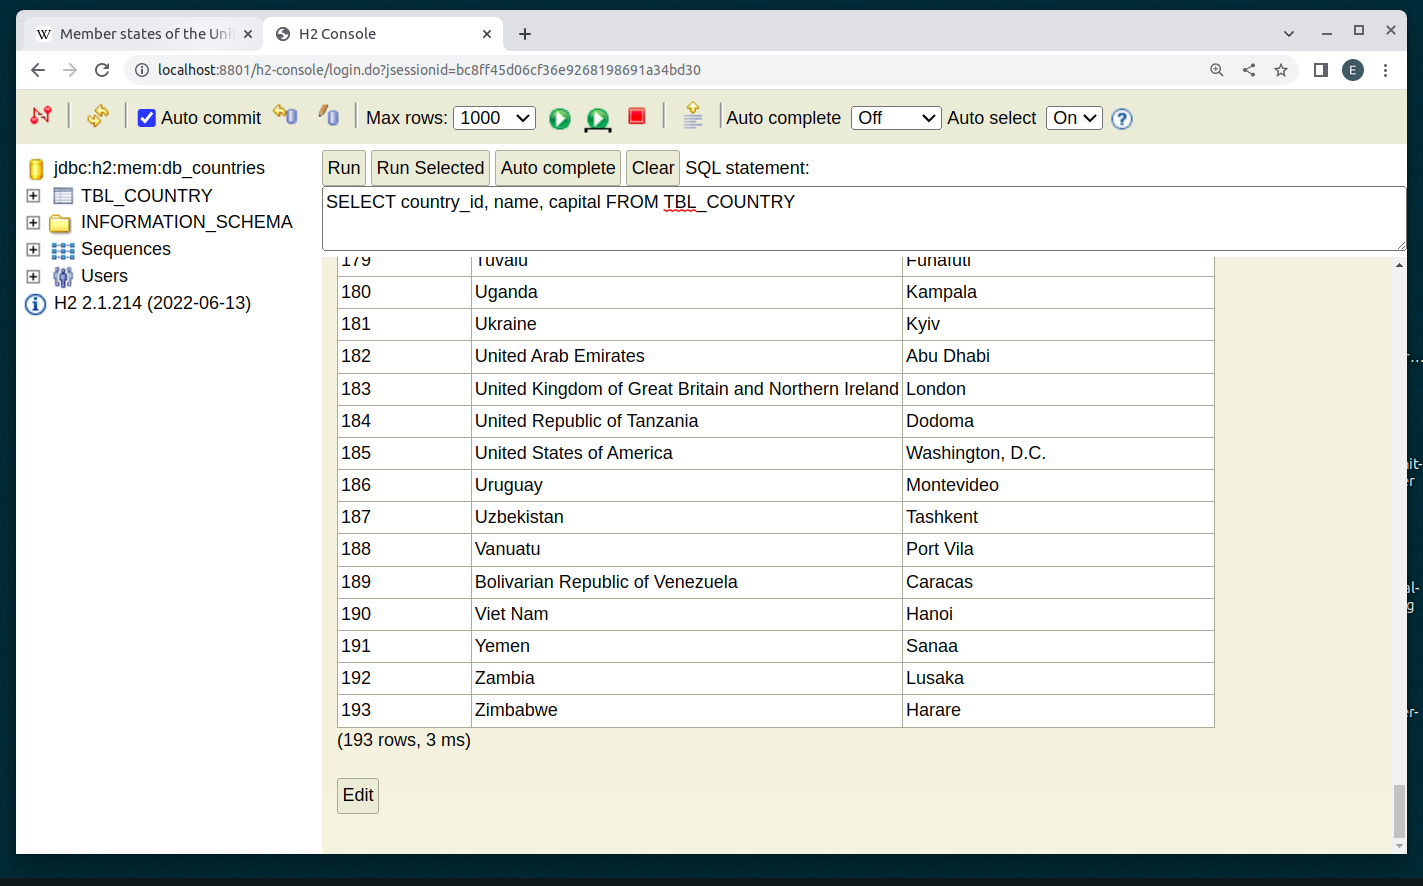 Member states of the Uni
H2 Console
localhost:8801/h2-console/login.do?jsessionid=bc8ff45d06cf36e9268198691a34bd30
E
Auto commit
Max rows: 1000
Auto complete Off
Auto select On
jdbc:h2:mem:db_countries
TBL_COUNTRY
INFORMATION_SCHEMA
Sequences
Users
H2 2.1.214 (2022-06-13)
Run Run Selected Auto complete Clear SQL statement:
SELECT country_id, name, capital FROM TBL_COUNTRY
179 Tuvalu Funafuti
180 Uganda Kampala
181 Ukraine Kyiv
182 United Arab Emirates Abu Dhabi
183 United Kingdom of Great Britain and Northern Ireland London
184 United Republic of Tanzania Dodoma
185 United States of America Washington, D.C.
186 Uruguay Montevideo
187 Uzbekistan Tashkent
188 Vanuatu Port Vila
189 Bolivarian Republic of Venezuela Caracas
190 Viet Nam Hanoi
191 Yemen Sanaa
192 Zambia Lusaka
193 Zimbabwe Harare
(193 rows, 3 ms)
Edit